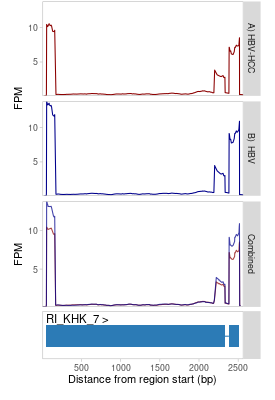 10
5
A) HBV-HCC
FPM
10
5
B) HBV
10
5
FPM
Combined
RI_KHK_7 >
500 1000 1500 2000 2500
Distance from region start (bp)